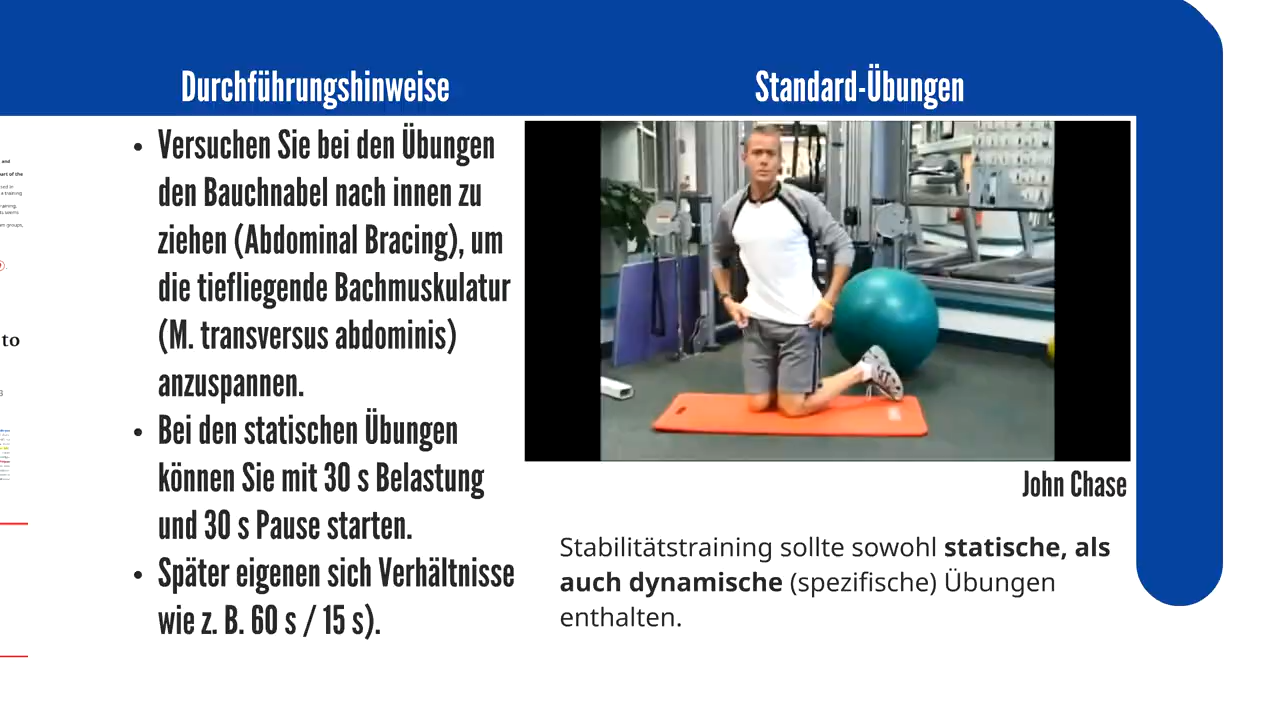 Durchführungshinweise
Standard-Übungen
• Versuchen Sie bei den Übungen
den Bauchnabel nach innen zu
ziehen (Abdominal Bracing), um
die tiefliegende Bachmuskulatur
(M. transversus abdominis)
anzuspannen.
• Bei den statischen Übungen
können Sie mit 30 s Belastung
und 30 s Pause starten.
• Später eigenen sich Verhältnisse
wie z. B. 60 s / 15 s).
John Chase
Stabilitätstraining sollte sowohl statische, als
auch dynamische (spezifische) Übungen
enthalten.
to